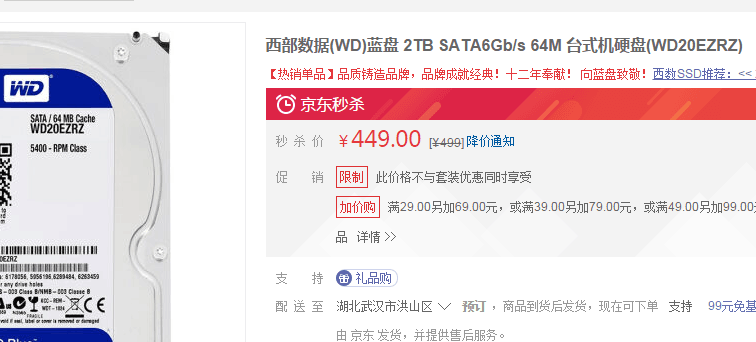 西部数据(WD)蓝盘 2TB SATA6Gb/s 64M 台式机硬盘(WD20EZRZ)
【热销单品】品质铸造品牌，品牌成就经典！十二年奉献！向蓝盘致敬！西数SSD推荐：<<
京东秒杀
秒杀价 ￥449.00 [¥499] 降价通知
促销 限制 此价格不与套装优惠同时享受
加价购 满29.00另加69.00元，或满39.00另加79.00元，或满49.00另加99.00
品 详情 >>
支持 礼品购
配送至 湖北武汉市洪山区 预订，商品到货后发货，现在可下单 支持 99元免基
由 京东 发货，并提供售后服务。
WD
SATA / 64 MB Cache
WD20EZRZ
5400 - RPM Class